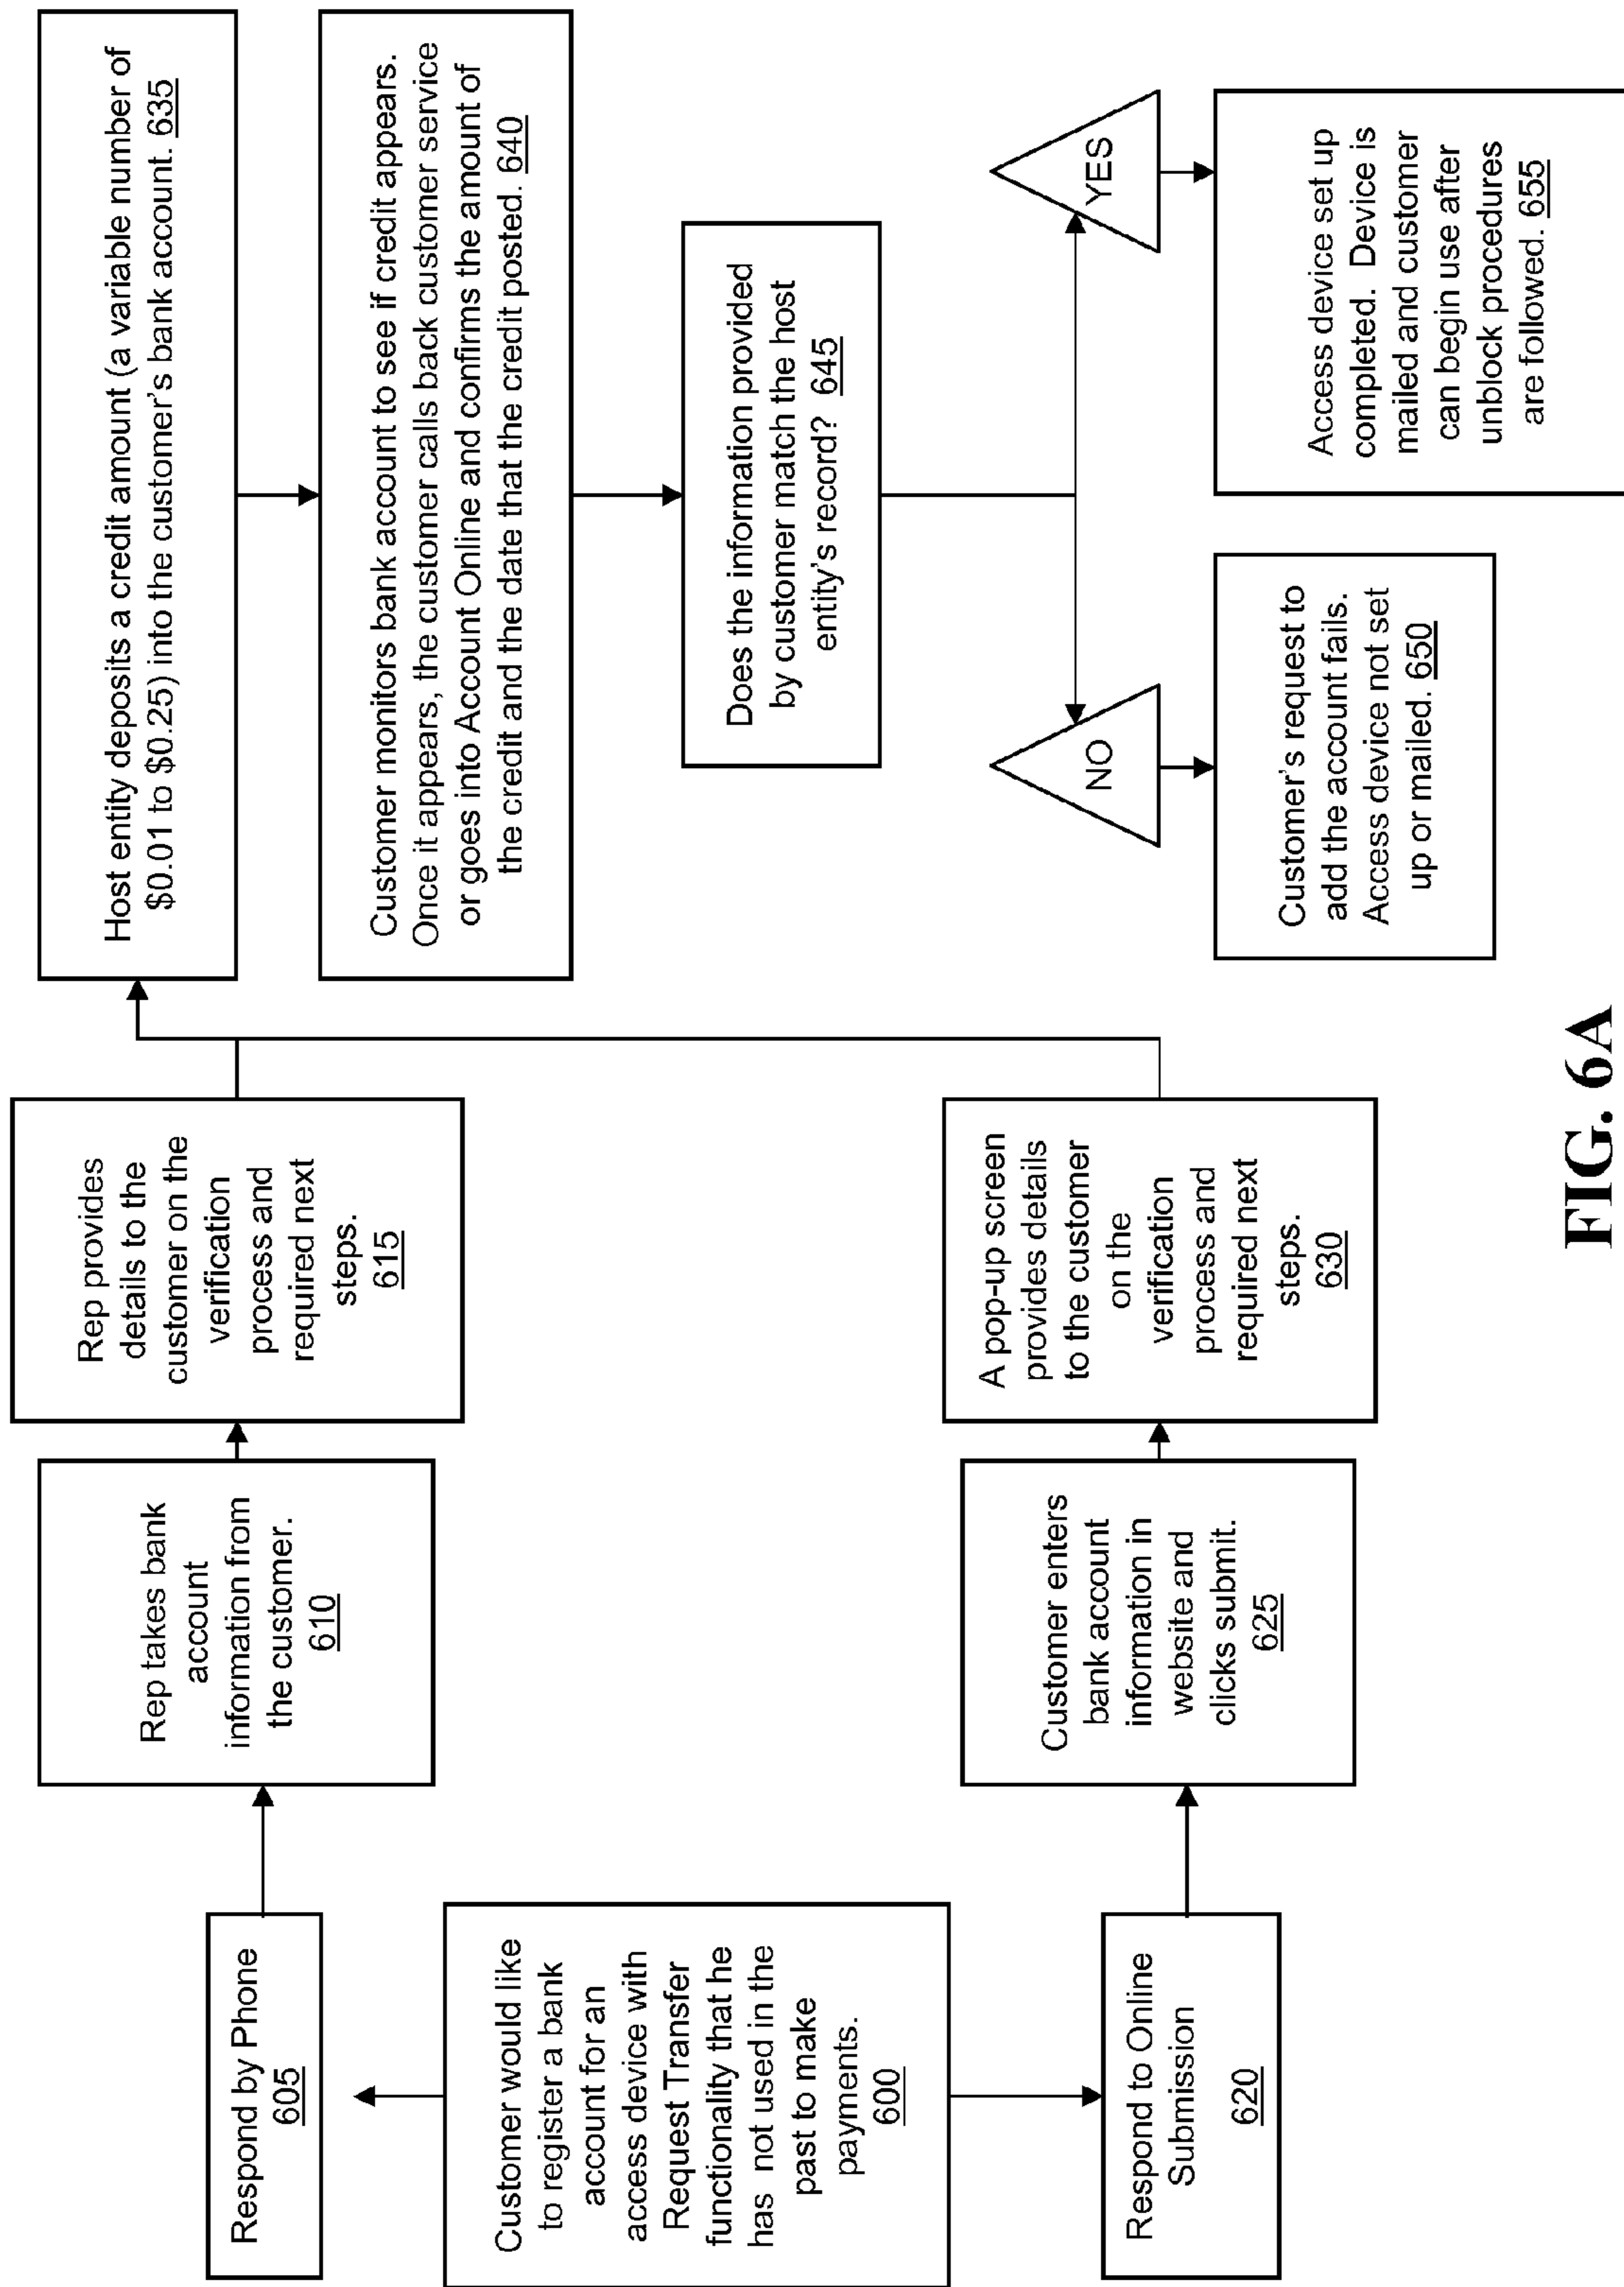 Respond by Phone
605
Rep takes bank
account
information from
the customer.
610
Rep provides
details to the
customer on the
verification
process and
required next
steps.
615
Customer would like
to register a bank
account for an
access device with
Request Transfer
functionality that he
has not used in the
past to make
payments.
600
Respond to Online
Submission
620
Customer enters
bank account
information in
website and
clicks submit.
625
A pop-up screen
provides details
to the customer
on the
verification
process and
required next
steps.
630
Host entity deposits a credit amount (a variable number of
$0.01 to $0.25) into the customer's bank account. 635
Customer monitors bank account to see if credit appears.
Once it appears, the customer calls back customer service
or goes into Account Online and confirms the amount of
the credit and the date that the credit posted. 640
Does the information provided
by customer match the host
entity's record? 645
NO
YES
Customer's request to
add the account fails.
Access device not set
up or mailed. 650
Access device set up
completed. Device is
mailed and customer
can begin use after
unblock procedures
are followed. 655
FIG. 6A